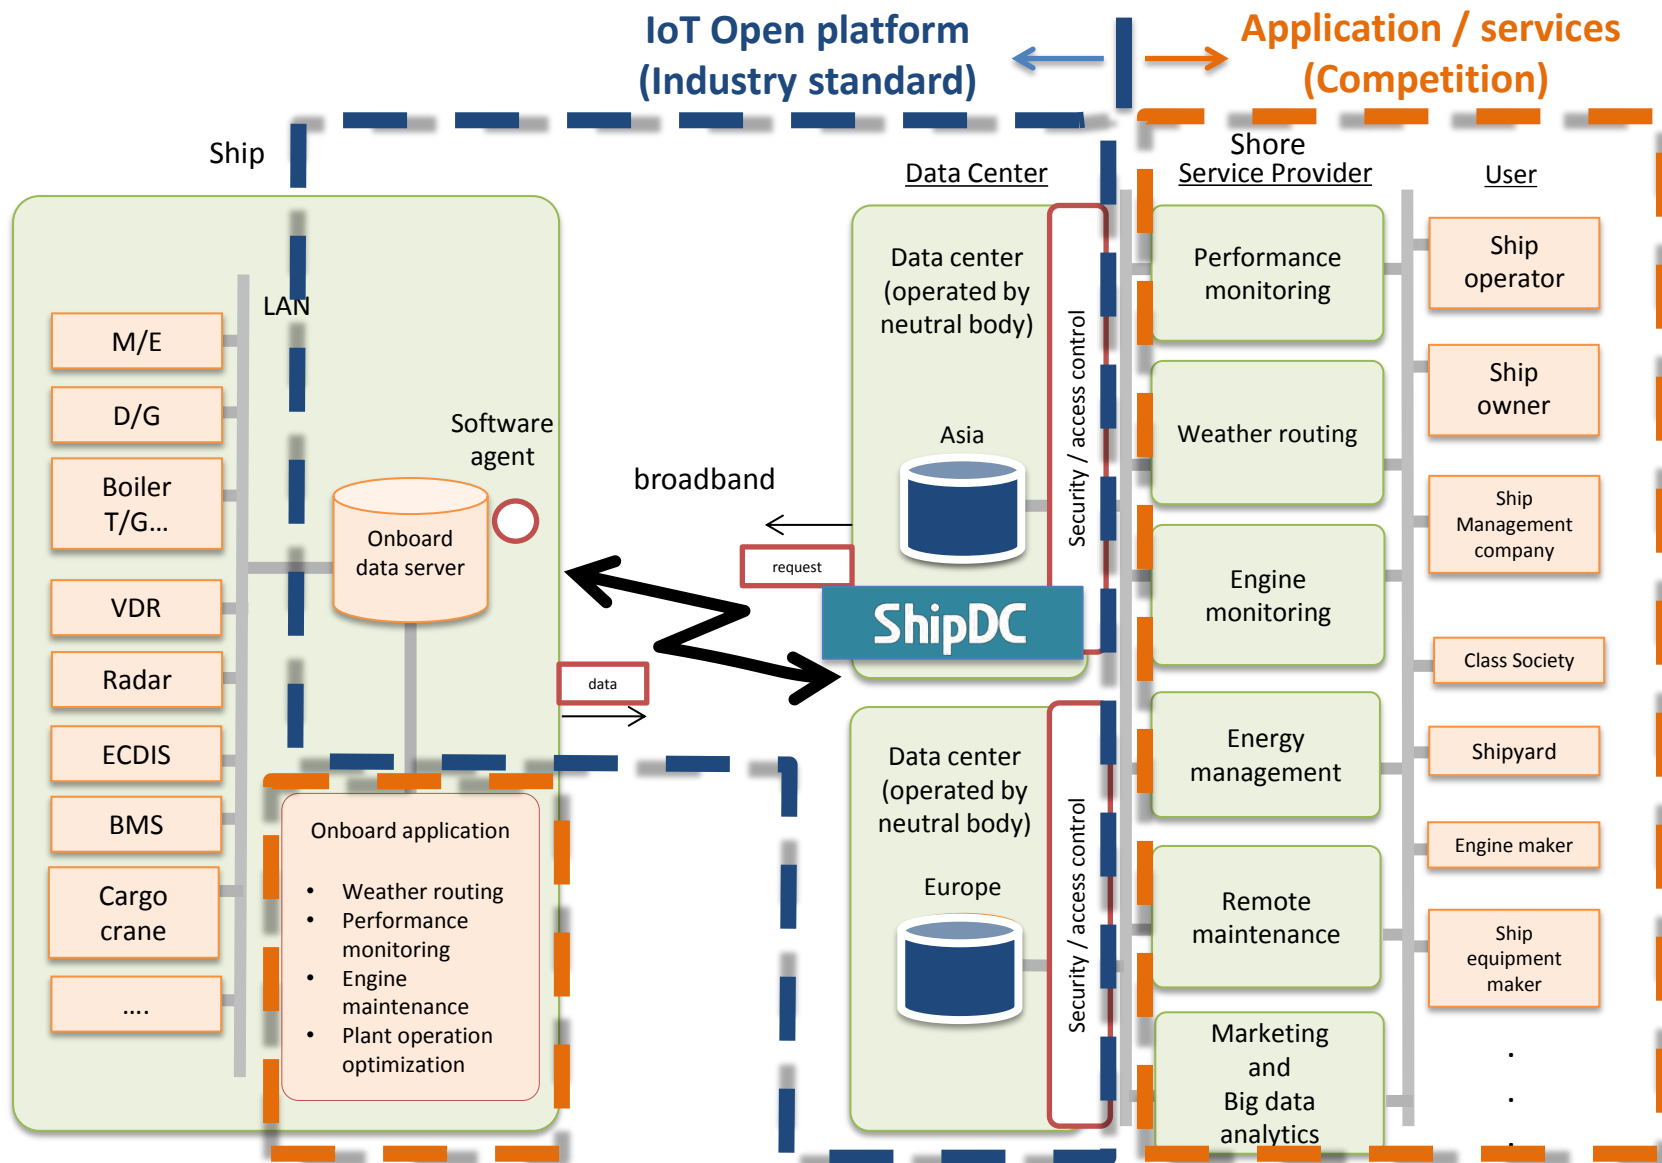 IoT Open platform
(Industry standard)
Application / services
(Competition)
Ship
LAN
M/E
D/G
Boiler
T/G...
VDR
Radar
ECDIS
BMS
Cargo
crane
....
Software
agent
Onboard
data server
Onboard application
• Weather routing
• Performance
monitoring
• Engine
maintenance
• Plant operation
optimization
broadband
request
data
Data Center
Data center
(operated by
neutral body)
Asia
Security / access control
ShipDC
Data center
(operated by
neutral body)
Europe
Security / access control
Shore
Service Provider
Performance
monitoring
Weather routing
Engine
monitoring
Energy
management
Remote
maintenance
Marketing
and
Big data
analytics
User
Ship
operator
Ship
owner
Ship
Management
company
Class Society
Shipyard
Engine maker
Ship
equipment
maker
.
.
.